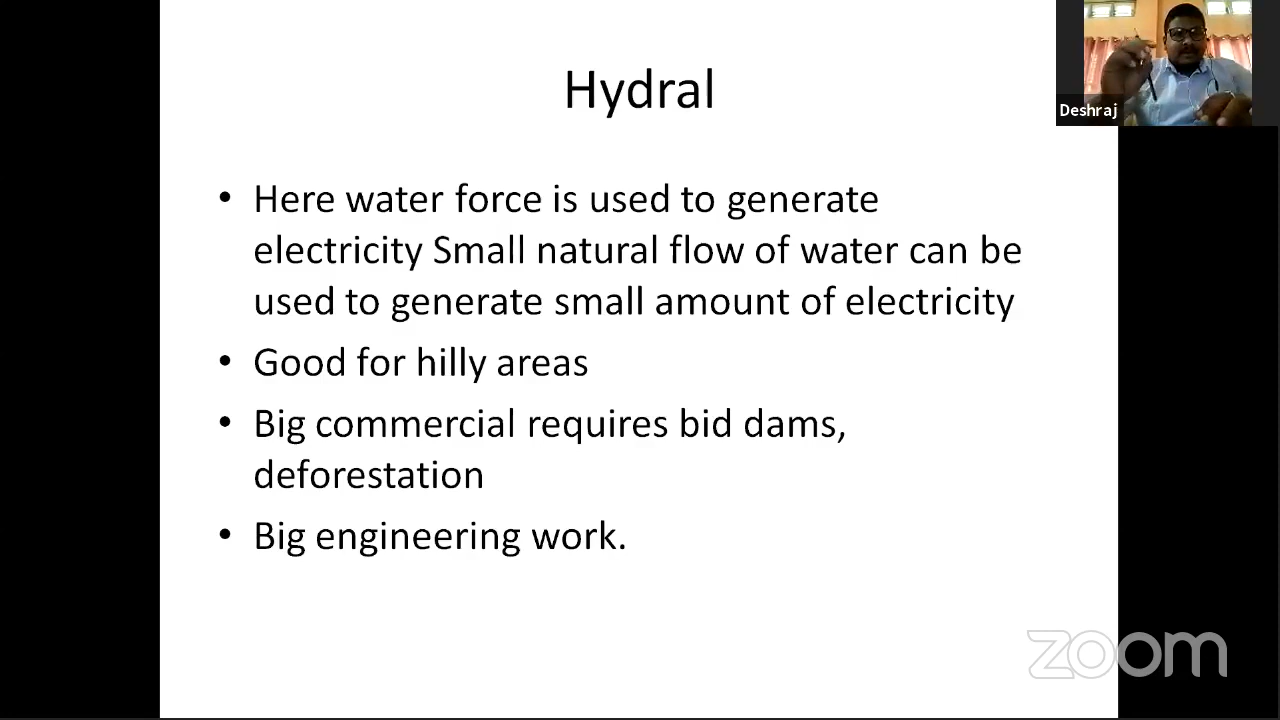 Hydral
Deshraj
• Here water force is used to generate
electricity Small natural flow of water can be
used to generate small amount of electricity
• Good for hilly areas
• Big commercial requires bid dams,
deforestation
• Big engineering work.
zoom